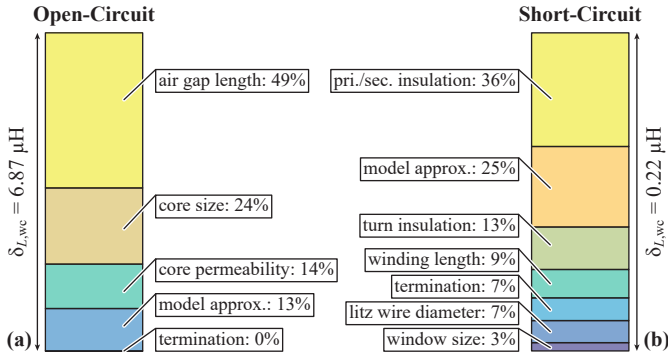 Open-Circuit
δL,wc = 6.87 µH
air gap length: 49%
core size: 24%
core permeability: 14%
model approx.: 13%
termination: 0%
(a)
Short-Circuit
pri./sec. insulation: 36%
model approx.: 25%
turn insulation: 13%
winding length: 9%
termination: 7%
litz wire diameter: 7%
window size: 3%
δL,wc = 0.22 µH
(b)